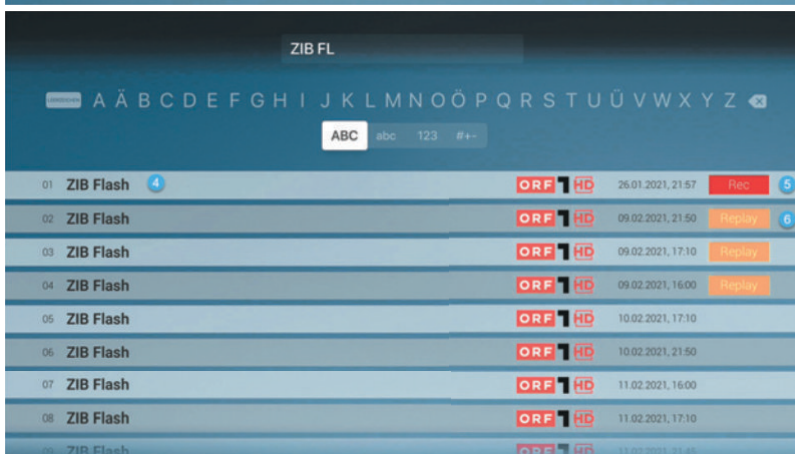 ZIB FL
A Ä B C D E F G H I J K L M N O Ö P Q R S T U Ü V W X Y Z
ABC abc 123 #+-
01 ZIB Flash 4 ORF 1 HD 26.01.2021, 21:57 Rec 5
02 ZIB Flash ORF 1 HD 09.02.2021, 21:50 Replay 6
03 ZIB Flash ORF 1 HD 09.02.2021, 17:10 Replay
04 ZIB Flash ORF 1 HD 09.02.2021, 16:00 Replay
05 ZIB Flash ORF 1 HD 10.02.2021, 17:10
06 ZIB Flash ORF 1 HD 10.02.2021, 21:50
07 ZIB Flash ORF 1 HD 11.02.2021, 16:00
08 ZIB Flash ORF 1 HD 11.02.2021, 17:10
09 ZIB Flash ORF 1 HD 11.02.2021,